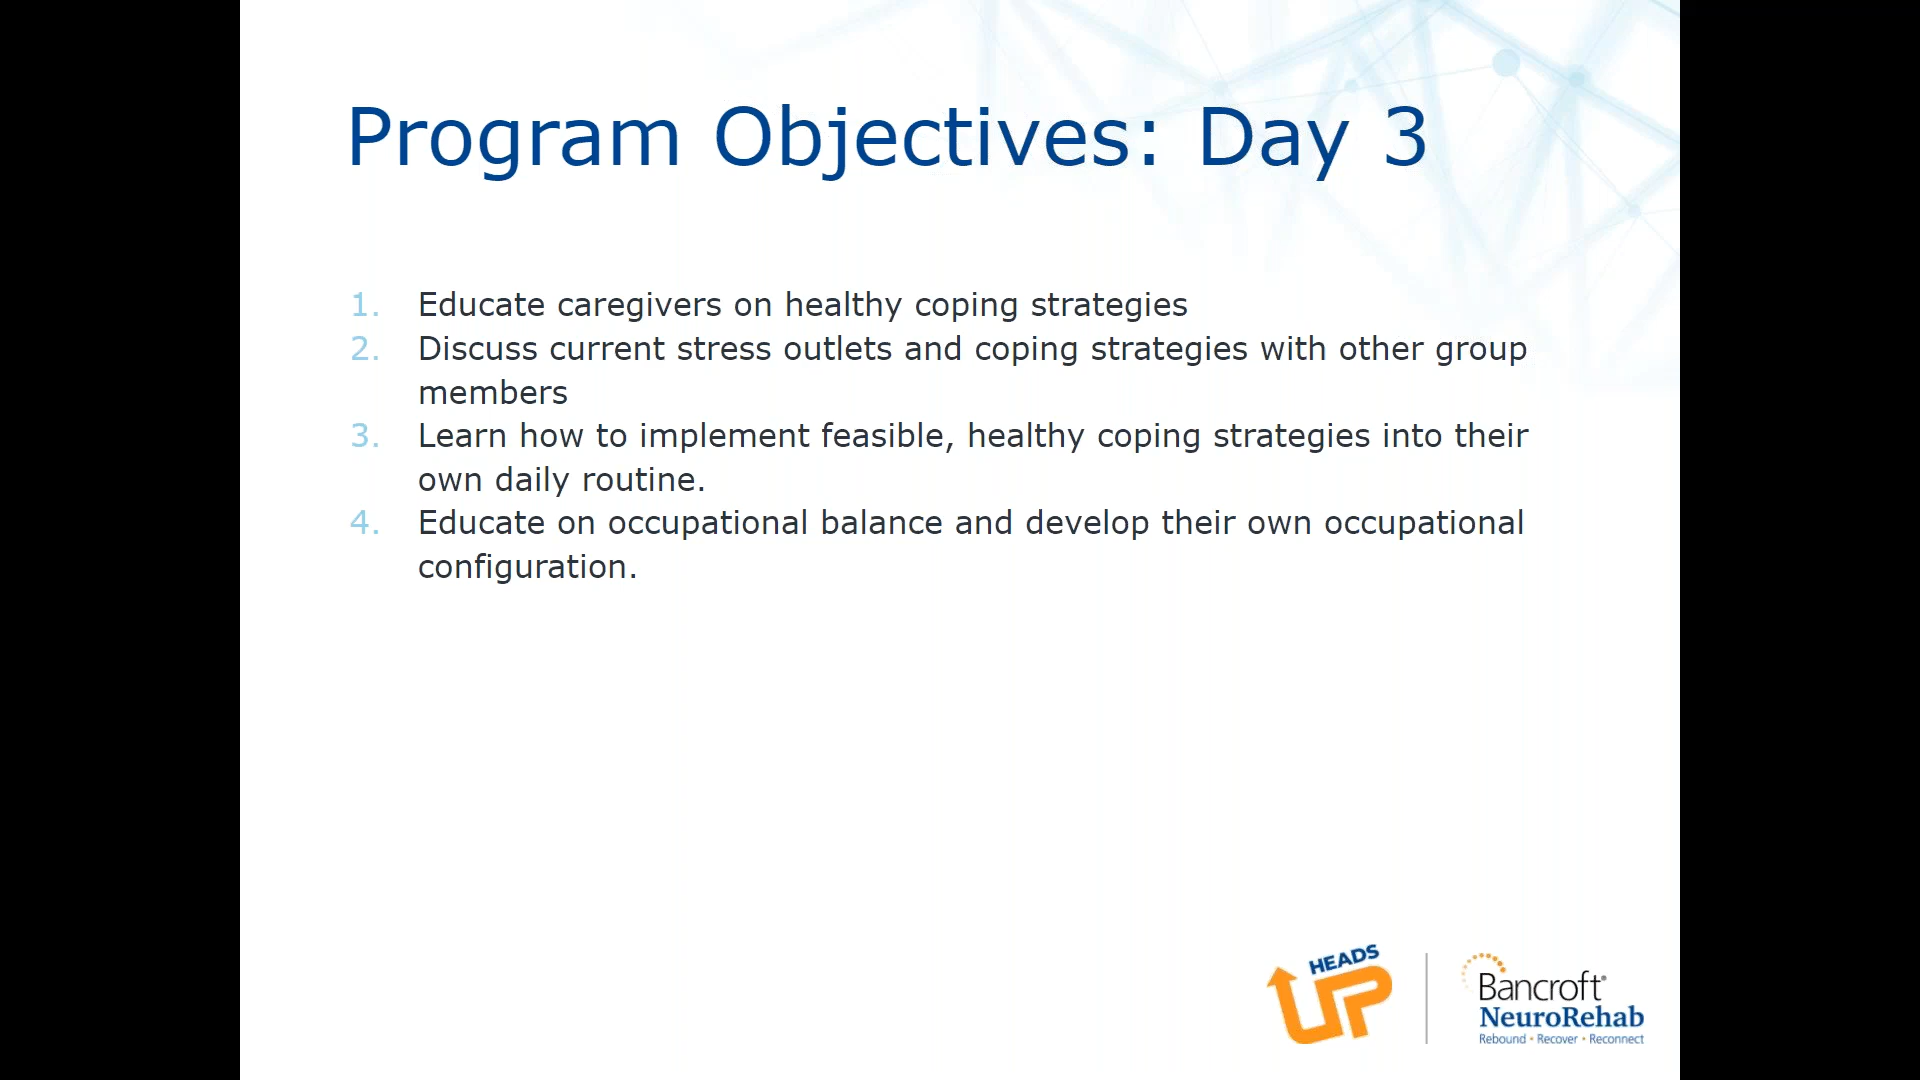 Program Objectives: Day 3
1. Educate caregivers on healthy coping strategies
2. Discuss current stress outlets and coping strategies with other group
members
3. Learn how to implement feasible, healthy coping strategies into their
own daily routine.
4. Educate on occupational balance and develop their own occupational
configuration.
HEADS
UP
Bancroft®
NeuroRehab
Rebound • Recover • Reconnect